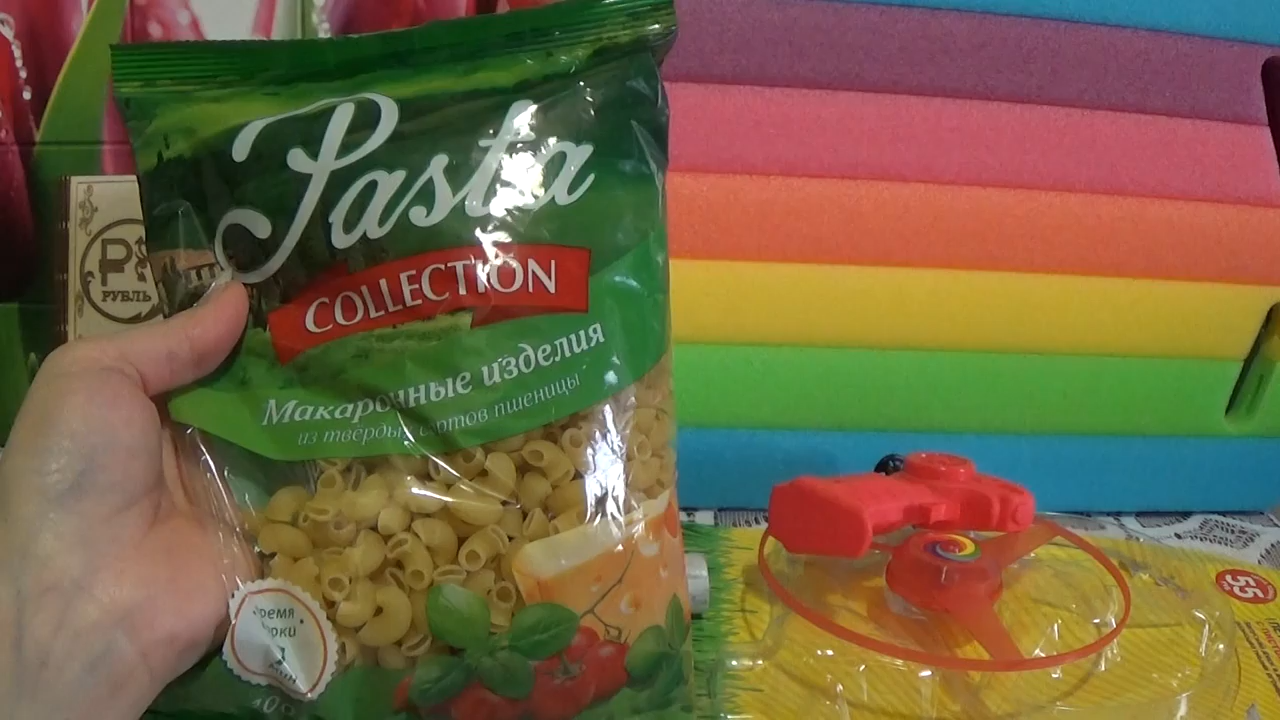 Pasta
COLLECTION
Макаронные изделия
из твёрдых сортов пшеницы
РУБЛЬ
55